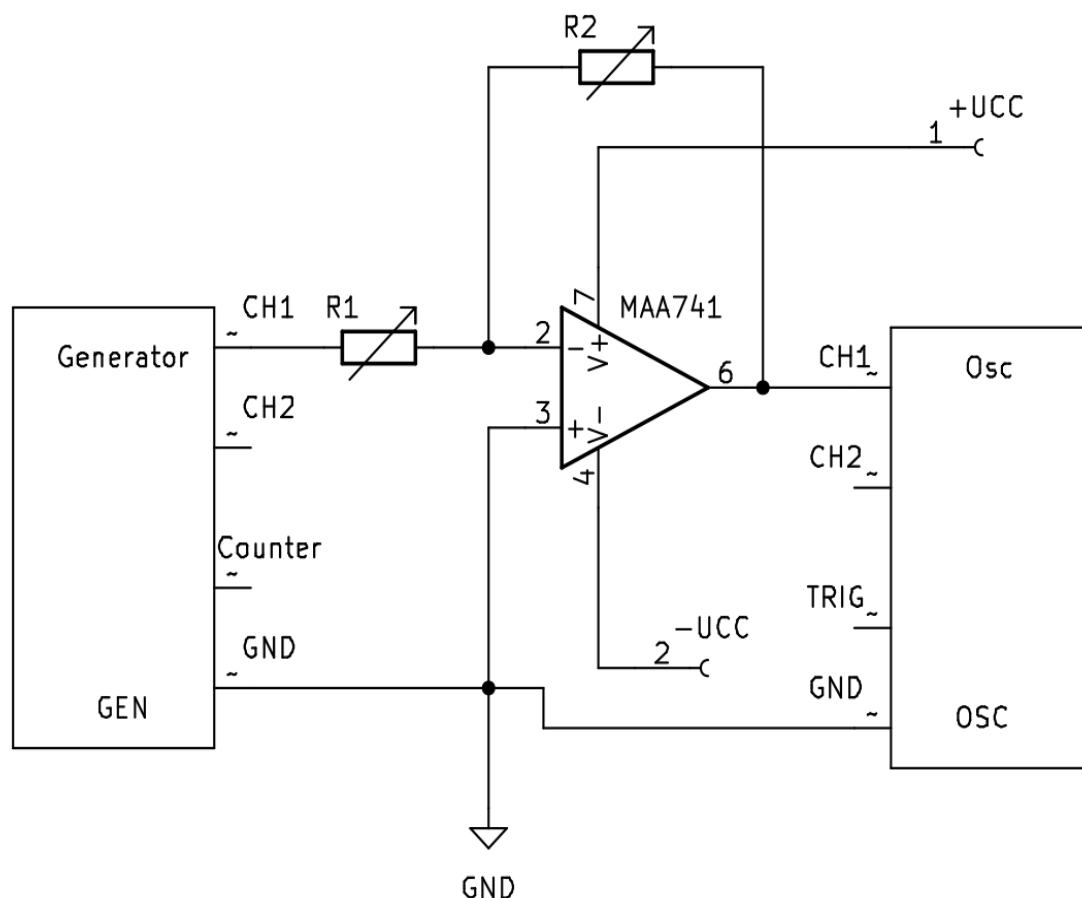 R2
+UCC
1
CH1
R1
7
MAA741
Generator
2
-
V+
6
CH1
Osc
CH2
3
+
V-
4
CH2
Counter
TRIG
GND
-UCC
2
GND
GEN
OSC
GND